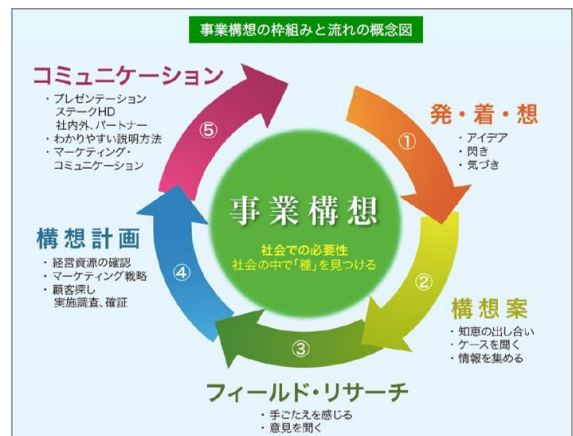 事業構想の枠組みと流れの概念図
コミュニケーション
・プレゼンテーション
ステークHD
社内外、パートナー
・わかりやすい説明方法
・マーケティング・
コミュニケーション
⑤
発・着・想
・アイデア
・閃き
・気づき
①
事業構想
社会での必要性
社会の中で「種」を見つける
構想計画
・経営資源の確認
・マーケティング戦略
・顧客探し
実施調査、確証
④
②
構想案
・知恵の出し合い
・ケースを聞く
・情報を集める
③
フィールド・リサーチ
・手ごたえを感じる
・意見を聞く